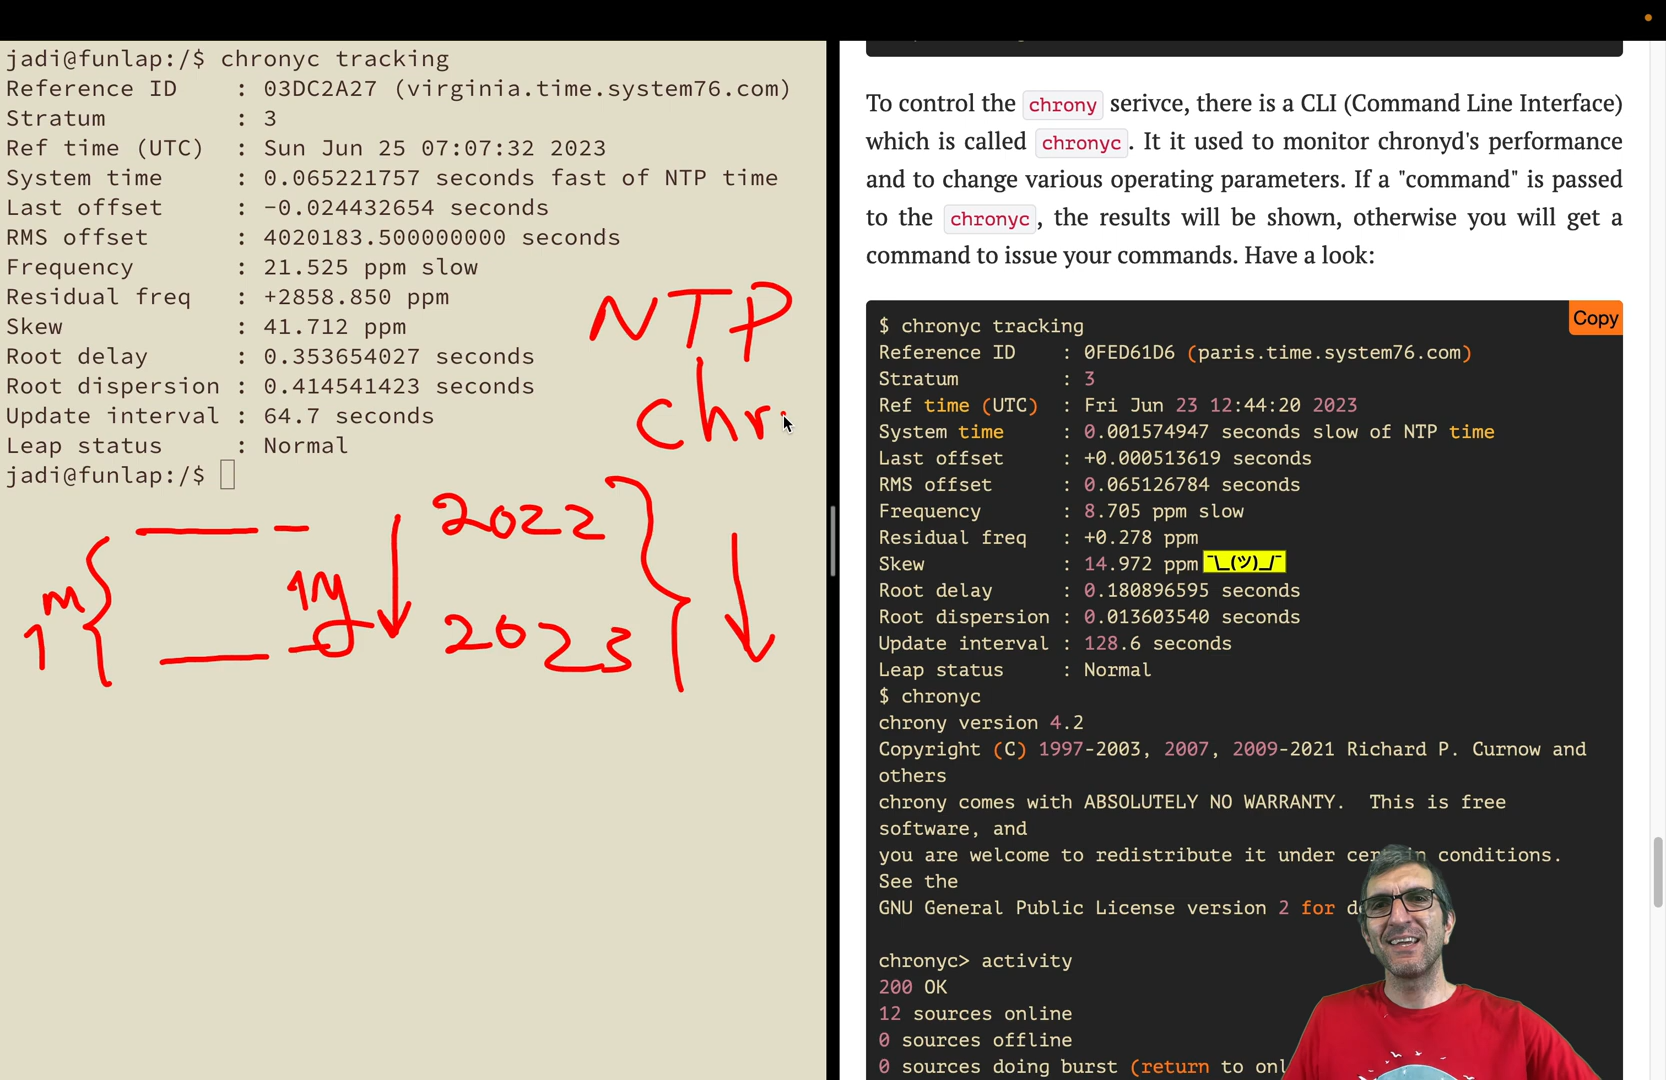 jadi@funlap:/$ chronyc tracking
Reference ID    : 03DC2A27 (virginia.time.system76.com)
Stratum         : 3
Ref time (UTC)  : Sun Jun 25 07:07:32 2023
System time     : 0.065221757 seconds fast of NTP time
Last offset     : -0.024432654 seconds
RMS offset      : 4020183.500000000 seconds
Frequency       : 21.525 ppm slow
Residual freq   : +2858.850 ppm
Skew            : 41.712 ppm
Root delay      : 0.353654027 seconds
Root dispersion : 0.414541423 seconds
Update interval : 64.7 seconds
Leap status     : Normal
jadi@funlap:/$
NTP
chr
2022
1y
1m
2023
To control the chrony serivce, there is a CLI (Command Line Interface)
which is called chronyc. It it used to monitor chronyd's performance
and to change various operating parameters. If a "command" is passed
to the chronyc, the results will be shown, otherwise you will get a
command to issue your commands. Have a look:
Copy
$ chronyc tracking
Reference ID    : 0FED61D6 (paris.time.system76.com)
Stratum         : 3
Ref time (UTC)  : Fri Jun 23 12:44:20 2023
System time     : 0.001574947 seconds slow of NTP time
Last offset     : +0.000513619 seconds
RMS offset      : 0.065126784 seconds
Frequency       : 8.705 ppm slow
Residual freq   : +0.278 ppm
Skew            : 14.972 ppm ¯\_(ツ)_/¯
Root delay      : 0.180896595 seconds
Root dispersion : 0.013603540 seconds
Update interval : 128.6 seconds
Leap status     : Normal
$ chronyc
chrony version 4.2
Copyright (C) 1997-2003, 2007, 2009-2021 Richard P. Curnow and
others
chrony comes with ABSOLUTELY NO WARRANTY.  This is free
software, and
you are welcome to redistribute it under certain conditions.
See the
GNU General Public License version 2 for
chronyc> activity
200 OK
12 sources online
0 sources offline
0 sources doing burst (return to